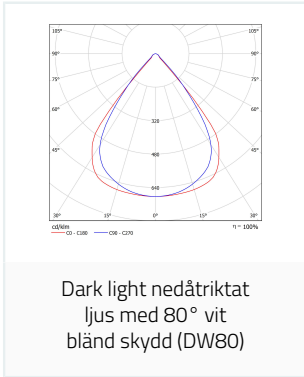 105° 105°
90° 90°
75° 75°
60° 60°
320
45° 45°
480
640
30° 15° 0° 15° 30°
cd/klm η = 100%
C0 - C180 C90 - C270
Dark light nedåtriktat
ljus med 80° vit
bländ skydd (DW80)